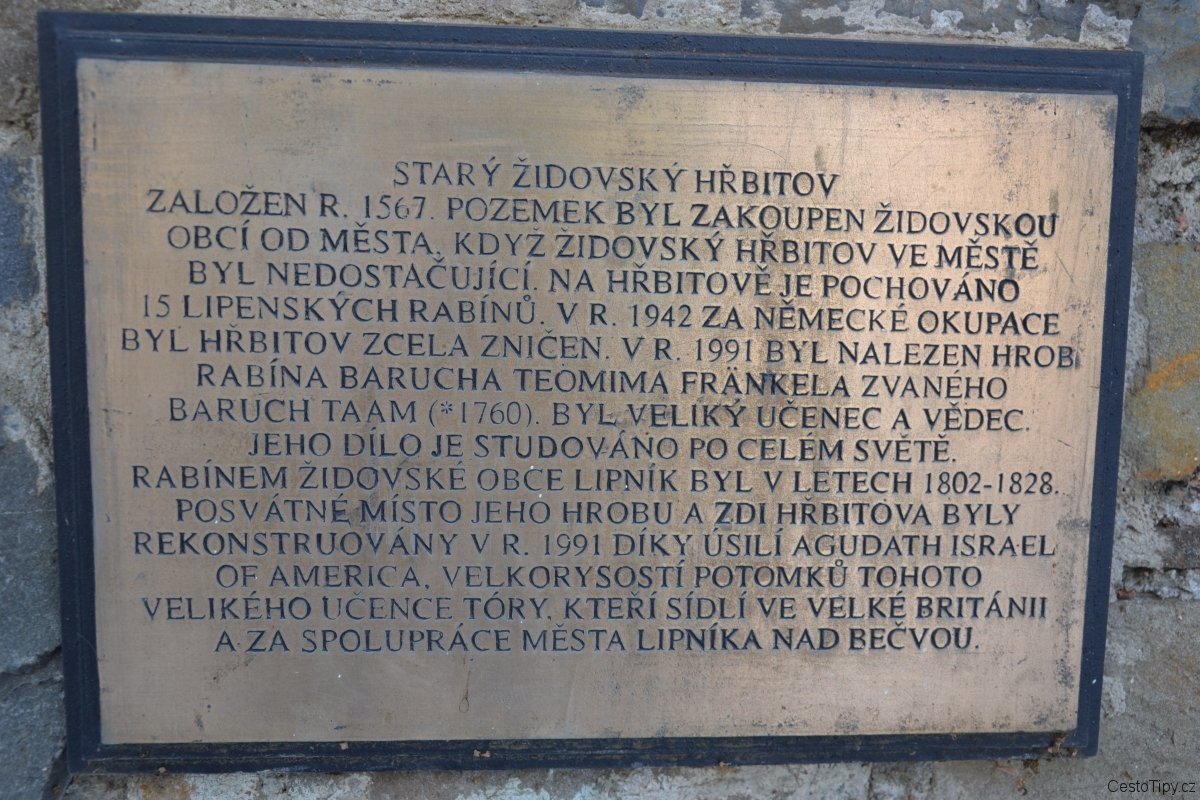 STARÝ ŽIDOVSKÝ HŘBITOV
ZALOŽEN R. 1567. POZEMEK BYL ZAKOUPEN ŽIDOVSKOU
OBCÍ OD MĚSTA, KDYŽ ŽIDOVSKÝ HŘBITOV VE MĚSTĚ
BYL NEDOSTAČUJÍCÍ. NA HŘBITOVĚ JE POCHOVÁNO
15 LIPENSKÝCH RABÍNŮ. V R. 1942 ZA NĚMECKÉ OKUPACE
BYL HŘBITOV ZCELA ZNIČEN. V R. 1991 BYL NALEZEN HROB
RABÍNA BARUCHA TEOMIMA FRÄNKELA ZVANÉHO
BARUCH TAAM (*1760). BYL VELIKÝ UČENEC A VĚDEC.
JEHO DÍLO JE STUDOVÁNO PO CELÉM SVĚTĚ.
RABÍNEM ŽIDOVSKÉ OBCE LIPNÍK BYL V LETECH 1802-1828.
POSVÁTNÉ MÍSTO JEHO HROBU A ZDI HŘBITOVA BYLY
REKONSTRUOVÁNY V R. 1991 DÍKY ÚSILÍ AGUDATH ISRAEL
OF AMERICA, VELKORYSOSTÍ POTOMKŮ TOHOTO
VELIKÉHO UČENCE TÓRY, KTEŘÍ SÍDLÍ VE VELKÉ BRITÁNII
A ZA SPOLUPRÁCE MĚSTA LIPNÍKA NAD BEČVOU.
CestoTipy.cz